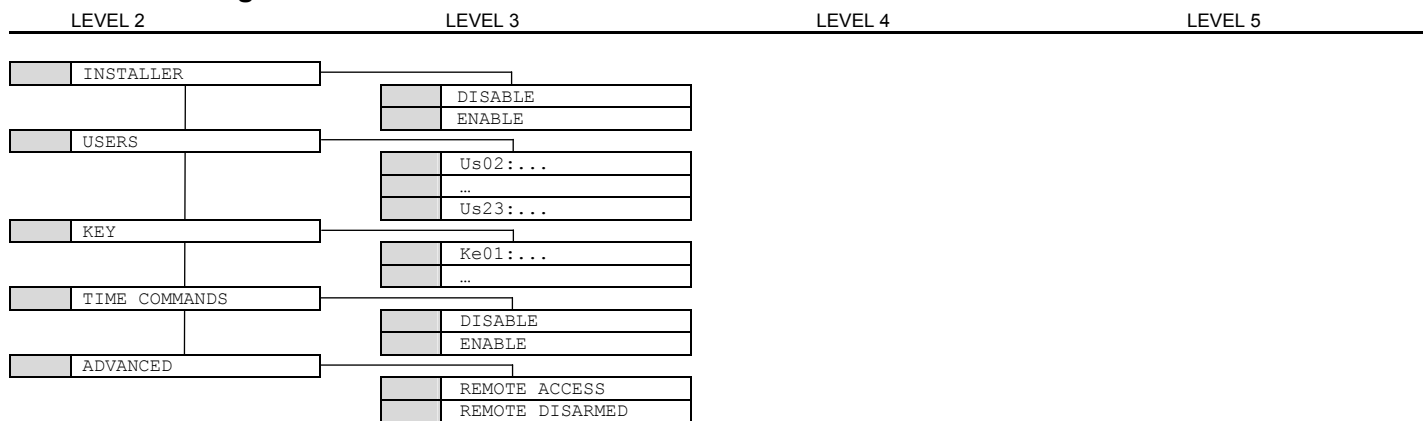 LEVEL 2 LEVEL 3 LEVEL 4 LEVEL 5
INSTALLER
DISABLE
ENABLE
USERS
Us02:...
…
Us23:...
KEY
Ke01:...
…
TIME COMMANDS
DISABLE
ENABLE
ADVANCED
REMOTE ACCESS
REMOTE DISARMED